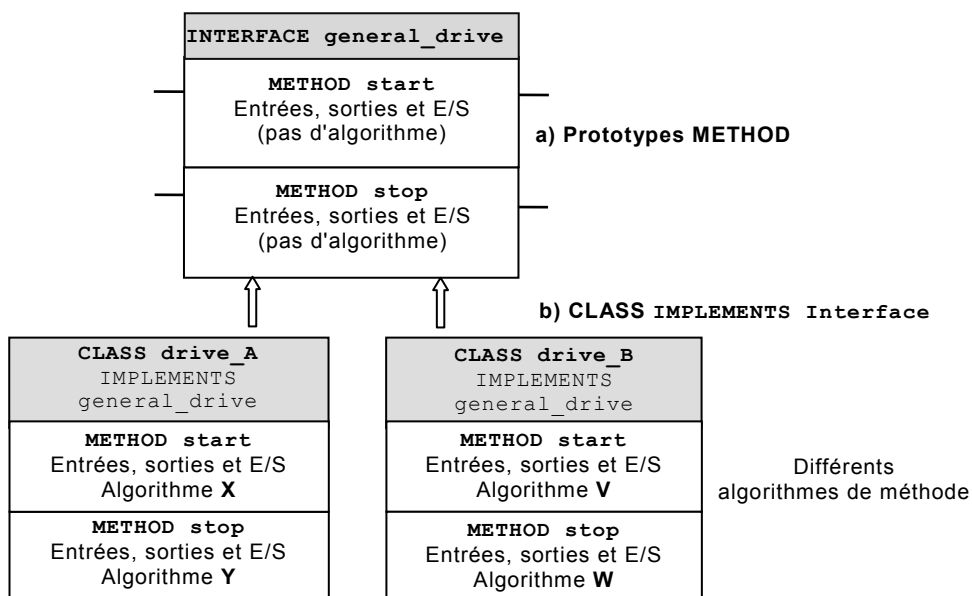 INTERFACE general_drive
METHOD start
Entrées, sorties et E/S
(pas d'algorithme)
a) Prototypes METHOD
METHOD stop
Entrées, sorties et E/S
(pas d'algorithme)
b) CLASS IMPLEMENTS Interface
CLASS drive_A
IMPLEMENTS
general_drive
METHOD start
Entrées, sorties et E/S
Algorithme X
METHOD stop
Entrées, sorties et E/S
Algorithme Y
CLASS drive_B
IMPLEMENTS
general_drive
METHOD start
Entrées, sorties et E/S
Algorithme V
METHOD stop
Entrées, sorties et E/S
Algorithme W
Différents
algorithmes de méthode